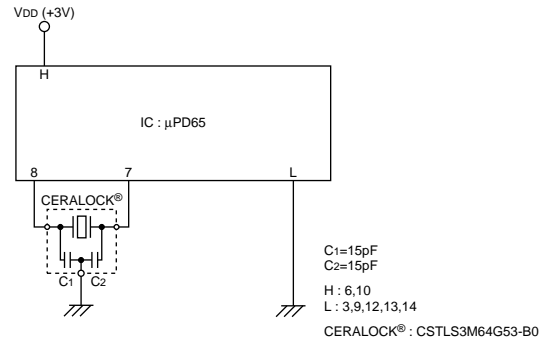 VDD (+3V)
H
IC : μPD65
8
7
L
CERALOCK®
C1
C2
C1=15pF
C2=15pF
H : 6,10
L : 3,9,12,13,14
CERALOCK® : CSTLS3M64G53-B0